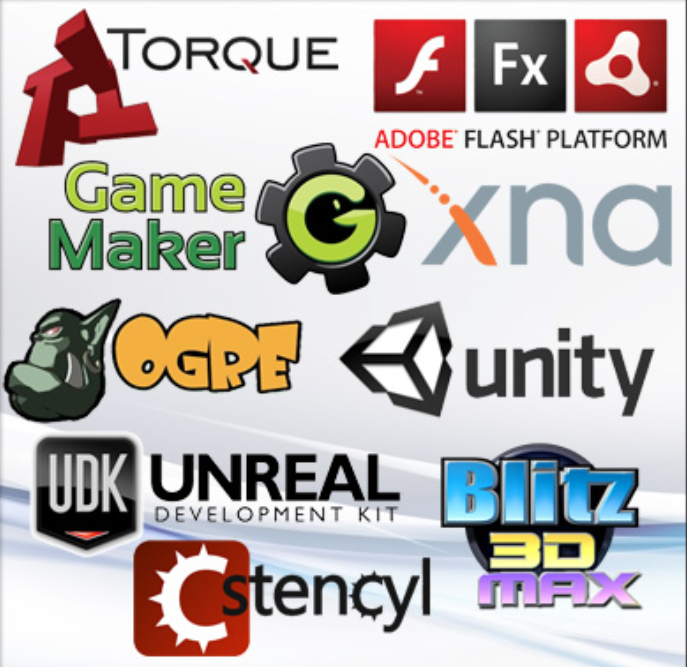 TORQUE
f Fx
ADOBE FLASH PLATFORM
Game
Maker
G
xna
OGRE
unity
UDK
UNREAL
DEVELOPMENT KIT
Blitz
3D
MAX
stencyl